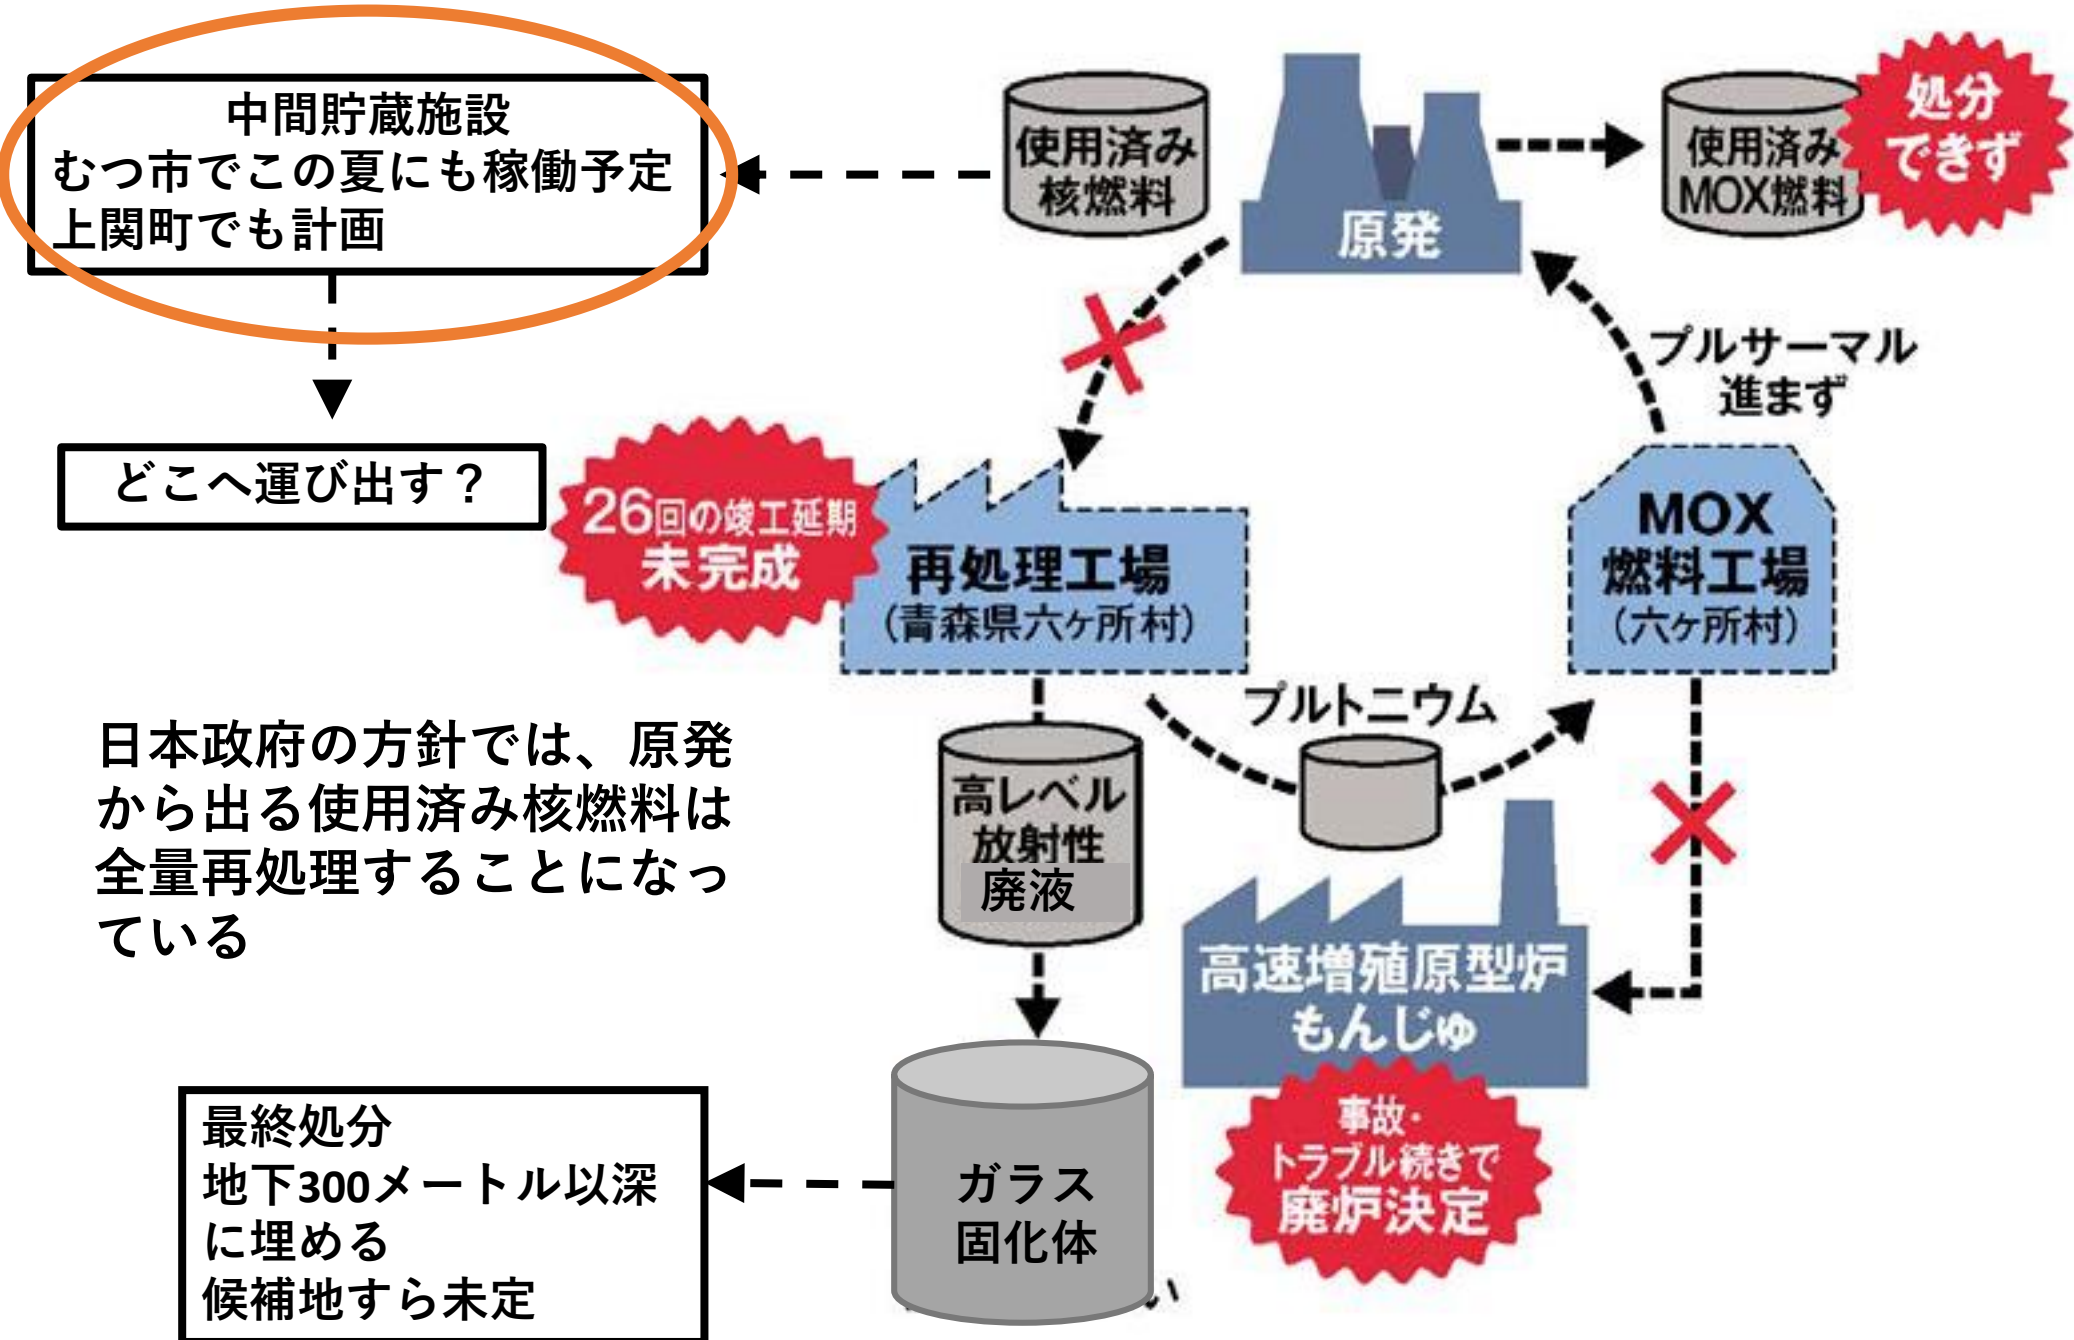 中間貯蔵施設
むつ市でこの夏にも稼働予定
上関町でも計画
どこへ運び出す？
使用済み
核燃料
原発
使用済み
MOX燃料
処分
できず
プルサーマル
進まず
26回の竣工延期
未完成
再処理工場
（青森県六ケ所村）
MOX
燃料工場
（六ケ所村）
プルトニウム
高レベル
放射性
廃液
日本政府の方針では、原発
から出る使用済み核燃料は
全量再処理することになっ
ている
高速増殖原型炉
もんじゅ
事故・
トラブル続きで
廃炉決定
ガラス
固化体
最終処分
地下300メートル以深
に埋める
候補地すら未定